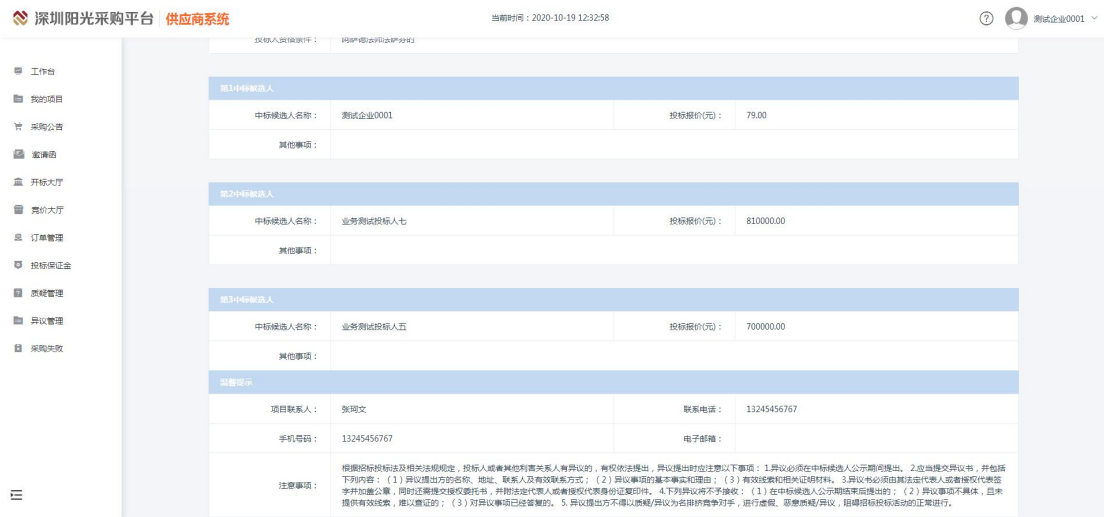 深圳阳光采购平台 供应商系统
当前时间：2020-10-19 12:32:58
测试企业0001
工作台
我的项目
采购公告
邀请函
开标大厅
竞价大厅
订单管理
投标保证金
质疑管理
异议管理
采购失败
投标人资格条件：
第1中标候选人
中标候选人名称： 测试企业0001 投标报价(元)： 79.00
其他事项：
第2中标候选人
中标候选人名称： 业务测试投标人七 投标报价(元)： 810000.00
其他事项：
第3中标候选人
中标候选人名称： 业务测试投标人五 投标报价(元)： 700000.00
其他事项：
温馨提示
项目联系人： 张珂文 联系电话： 13245456767
手机号码： 13245456767 电子邮箱：
注意事项：
根据招标投标法及相关法规规定，投标人或者其他利害关系人有异议的，有权依法提出，异议提出时应注意以下事项： 1.异议必须在中标候选人公示期间提出。 2.应当提交异议书，并包括
下列内容：（1）异议提出方的名称、地址、联系人及有效联系方式；（2）异议事项的基本事实和理由；（3）有效线索和相关证明材料。 3.异议书必须由其法定代表人或者授权代表签
字并加盖公章，同时还需提交授权委托书，并附法定代表人或者授权代表身份证复印件。 4.下列异议将不予接收：（1）在中标候选人公示期结束后提出的；（2）异议事项不具体，且未
提供有效线索，难以查证的；（3）对异议事项已经答复的。 5. 异议提出方不得以质疑/异议为名排挤竞争对手，进行虚假、恶意质疑/异议，阻碍招标投标活动的正常进行。